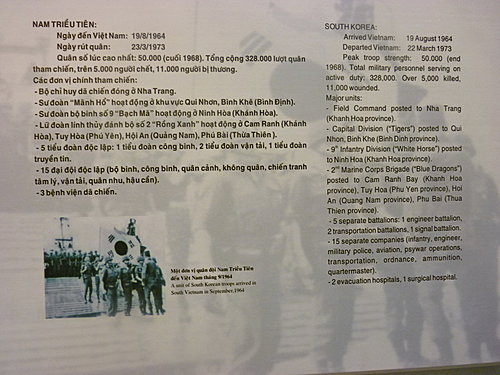 NAM TRIỀU TIÊN:
Ngày đến Việt Nam: 19/8/1964
Ngày rút quân: 23/3/1973
Quân số lúc cao nhất: 50.000 (cuối 1968). Tổng cộng 328.000 lượt quân
tham chiến, trên 5.000 người chết, 11.000 người bị thương.
Các đơn vị chính tham chiến:
- Bộ chỉ huy dã chiến đóng ở Nha Trang.
- Sư đoàn "Mãnh Hổ" hoạt động ở khu vực Qui Nhơn, Bình Khê (Bình Định).
- Sư đoàn bộ binh số 9 "Bạch Mã" hoạt động ở Ninh Hòa (Khánh Hòa).
- Lữ đoàn lính thủy đánh bộ số 2 "Rồng Xanh" hoạt động ở Cam Ranh (Khánh
Hòa), Tuy Hòa (Phú Yên), Hội An (Quảng Nam), Phú Bài (Thừa Thiên ).
- 5 tiểu đoàn độc lập: 1 tiểu đoàn công binh, 2 tiểu đoàn vận tải, 1 tiểu đoàn
truyền tin.
- 15 đại đội độc lập (bộ binh, công binh, quân cảnh, không quân, chiến tranh
tâm lý, vận tải, quân nhu, hậu cần).
- 3 bệnh viện dã chiến.
Một đơn vị quân đội Nam Triều Tiên
đến Việt Nam tháng 9/1964
A unit of South Korean troops arrived in
South Vietnam in September,1964
SOUTH KOREA:
Arrived Vietnam: 19 August 1964
Departed Vietnam: 22 March 1973
Peak troop strength: 50.000 (end
1968). Total military personnel serving on
active duty: 328,000. Over 5,000 killed,
11,000 wounded.
Major units:
- Field Command posted to Nha Trang
(Khanh Hoa province).
- Capital Division ("Tigers") posted to Qui
Nhon, Binh Khe (Binh Dinh province).
- 9th Infantry Division ("White Horse") posted
to Ninh Hoa (Khanh Hoa province).
- 2nd Marine Corps Brigade ("Blue Dragons")
posted to Cam Ranh Bay (Khanh Hoa
province), Tuy Hoa (Phu Yen province), Hoi
An (Quang Nam province), Phu Bai (Thua
Thien province).
- 5 separate battalions: 1 engineer battalion,
2 transportation battalions, 1 signal battalion.
- 15 separate companies (infantry, engineer,
military police, aviation, psywar operations,
transportation, ordnance, ammunition,
quartermaster).
- 2 evacuation hospitals, 1 surgical hospital.